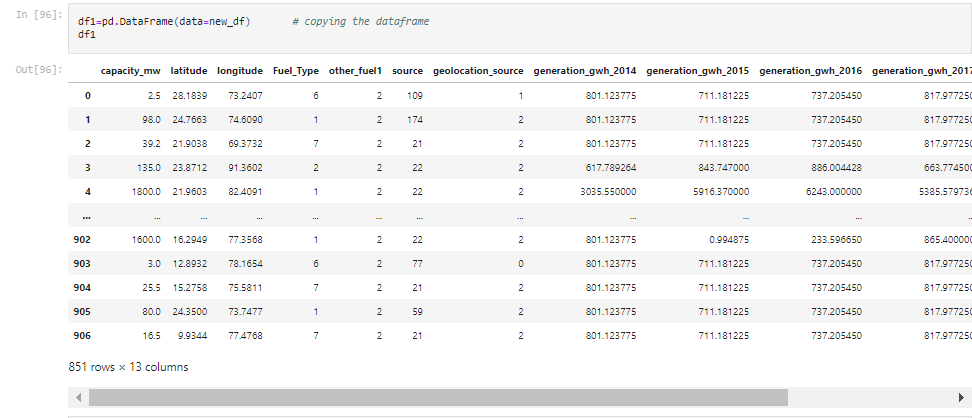 In [96]: df1=pd.DataFrame(data=new_df) # copying the dataframe
df1
Out[96]: capacity_mw latitude longitude Fuel_Type other_fuel1 source geolocation_source generation_gwh_2014 generation_gwh_2015 generation_gwh_2016 generation_gwh_2017
0 2.5 28.1839 73.2407 6 2 109 1 801.123775 711.181225 737.205450 817.977250
1 98.0 24.7663 74.6090 1 2 174 2 801.123775 711.181225 737.205450 817.977250
2 39.2 21.9038 69.3732 7 2 21 2 801.123775 711.181225 737.205450 817.977250
3 135.0 23.8712 91.3602 2 2 22 2 617.789264 843.747000 886.004428 663.774500
4 1800.0 21.9603 82.4091 1 2 22 2 3035.550000 5916.370000 6243.000000 5385.579736
... ... ... ... ... ... ... ... ... ... ... ...
902 1600.0 16.2949 77.3568 1 2 22 2 801.123775 0.994875 233.596650 865.400000
903 3.0 12.8932 78.1654 6 2 77 0 801.123775 711.181225 737.205450 817.977250
904 25.5 15.2758 75.5811 7 2 21 2 801.123775 711.181225 737.205450 817.977250
905 80.0 24.3500 73.7477 1 2 59 2 801.123775 711.181225 737.205450 817.977250
906 16.5 9.9344 77.4768 7 2 21 2 801.123775 711.181225 737.205450 817.977250
851 rows × 13 columns